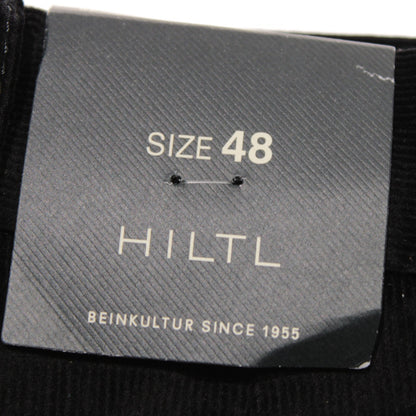 SIZE 48
HILTL
BEINKULTUR SINCE 1955